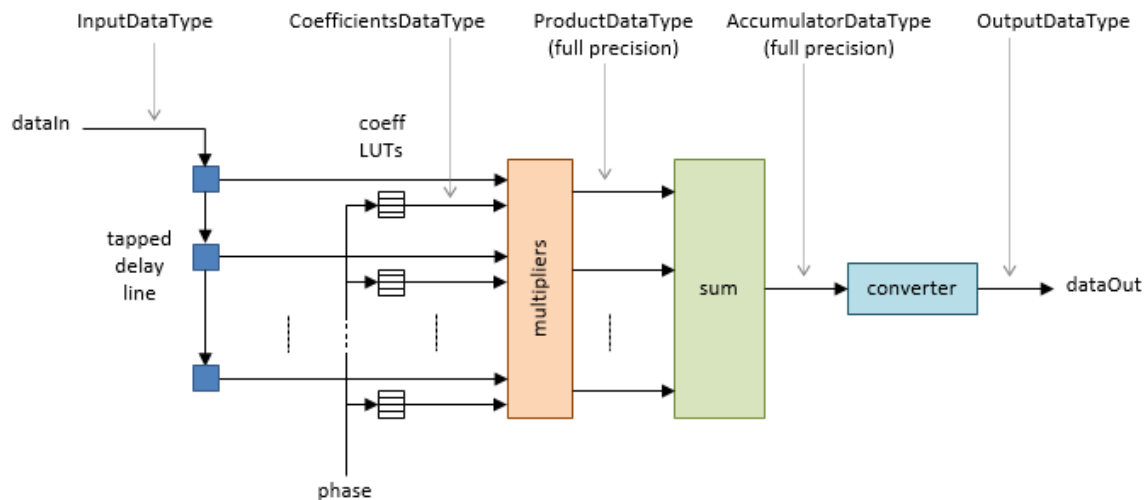 InputDataType
CoefficientsDataType
ProductDataType
(full precision)
AccumulatorDataType
(full precision)
OutputDataType
dataIn
coeff
LUTs
tapped
delay
line
multipliers
sum
converter
dataOut
phase